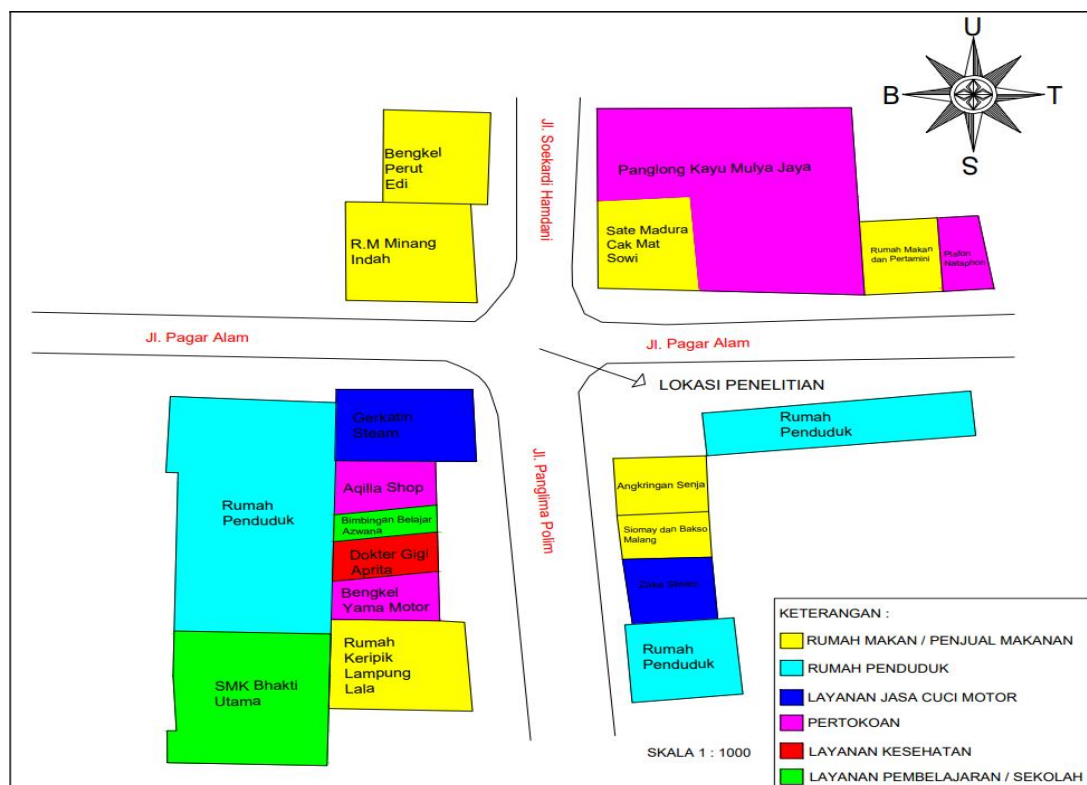 U
B
T
S
Jl. Soekardi Hamdani
Bengkel
Perut
Edi
R.M Minang
Indah
Panglong Kayu Mulya Jaya
Sate Madura
Cak Mat
Sowi
Rumah Makan
dan Pertamini
Plafon
Jl. Pagar Alam
Jl. Pagar Alam
LOKASI PENELITIAN
Gerkatin
Steam
Rumah
Penduduk
Aqilla Shop
Bimbingan Belajar
Azwana
Dokter Gigi
Aprita
Bengkel
Yama Motor
Rumah
Keripik
Lampung
Lala
SMK Bhakti
Utama
Jl. Panglima Polim
Rumah
Penduduk
Angkringan Senja
Siomay dan Bakso
Malang
Steam
Rumah
Penduduk
SKALA 1 : 1000
KETERANGAN :
RUMAH MAKAN / PENJUAL MAKANAN
RUMAH PENDUDUK
LAYANAN JASA CUCI MOTOR
PERTOKOAN
LAYANAN KESEHATAN
LAYANAN PEMBELAJARAN / SEKOLAH